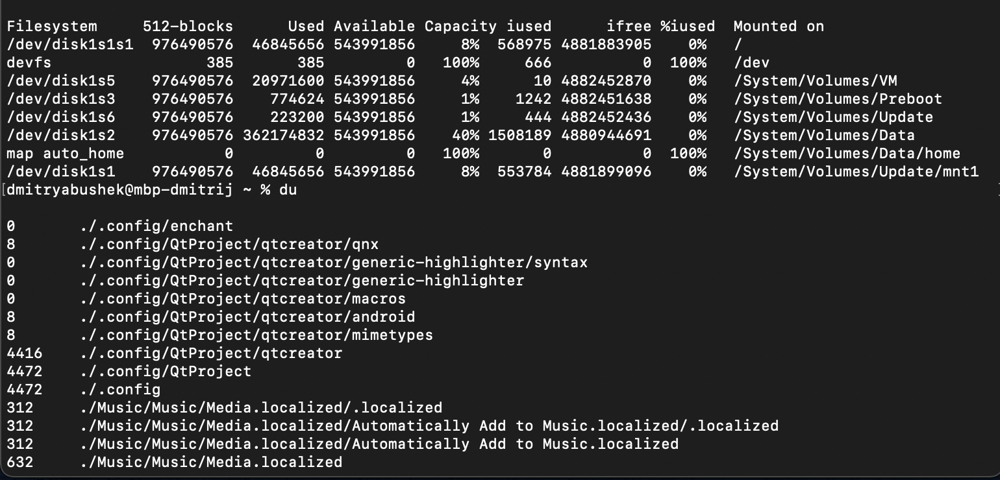 Filesystem 512-blocks Used Available Capacity iused ifree %iused Mounted on
/dev/disk1s1s1 976490576 46845656 543991856 8% 568975 4881883905 0% /
devfs 385 385 0 100% 666 0 100% /dev
/dev/disk1s5 976490576 20971600 543991856 4% 10 4882452870 0% /System/Volumes/VM
/dev/disk1s3 976490576 774624 543991856 1% 1242 4882451638 0% /System/Volumes/Preboot
/dev/disk1s6 976490576 223200 543991856 1% 444 4882452436 0% /System/Volumes/Update
/dev/disk1s2 976490576 362174832 543991856 40% 1508189 4880944691 0% /System/Volumes/Data
map auto_home 0 0 0 100% 0 0 100% /System/Volumes/Data/home
/dev/disk1s1 976490576 46845656 543991856 8% 553784 4881899096 0% /System/Volumes/Update/mnt1
[dmitryabushek@mbp-dmitrij ~ % du
0 ./.config/enchant
8 ./.config/QtProject/qtcreator/qnx
0 ./.config/QtProject/qtcreator/generic-highlighter/syntax
0 ./.config/QtProject/qtcreator/generic-highlighter
0 ./.config/QtProject/qtcreator/macros
8 ./.config/QtProject/qtcreator/android
8 ./.config/QtProject/qtcreator/mimetypes
4416 ./.config/QtProject/qtcreator
4472 ./.config/QtProject
4472 ./.config
312 ./Music/Music/Media.localized/.localized
312 ./Music/Music/Media.localized/Automatically Add to Music.localized/.localized
312 ./Music/Music/Media.localized/Automatically Add to Music.localized
632 ./Music/Music/Media.localized